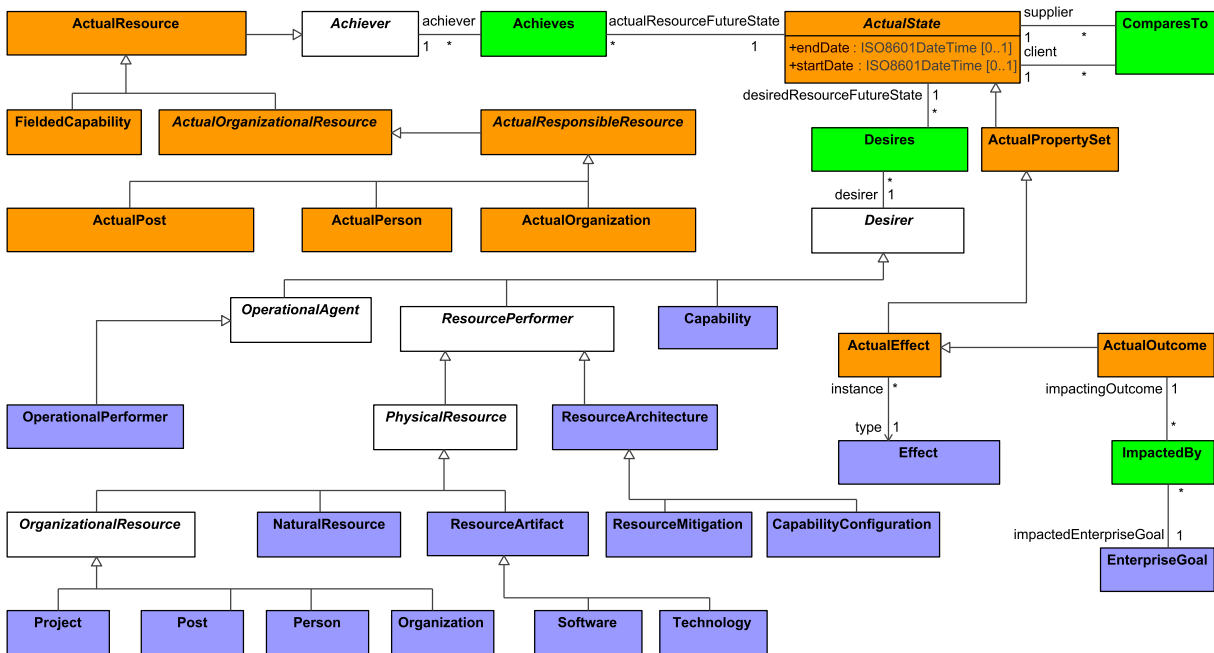 ActualResource
Achiever
achiever
1
*
Achieves
actualResourceFutureState
*
1
ActualState
+endDate : ISO8601DateTime [0..1]
+startDate : ISO8601DateTime [0..1]
supplier
1
*
client
1
*
ComparesTo
FieldedCapability
ActualOrganizationalResource
ActualResponsibleResource
desiredResourceFutureState
1
*
Desires
ActualPropertySet
ActualPost
ActualPerson
ActualOrganization
*
desirer
1
Desirer
OperationalAgent
ResourcePerformer
Capability
ActualEffect
ActualOutcome
instance
*
impactingOutcome
1
OperationalPerformer
PhysicalResource
ResourceArchitecture
type
1
*
Effect
ImpactedBy
*
OrganizationalResource
NaturalResource
ResourceArtifact
ResourceMitigation
CapabilityConfiguration
impactedEnterpriseGoal
1
EnterpriseGoal
Project
Post
Person
Organization
Software
Technology